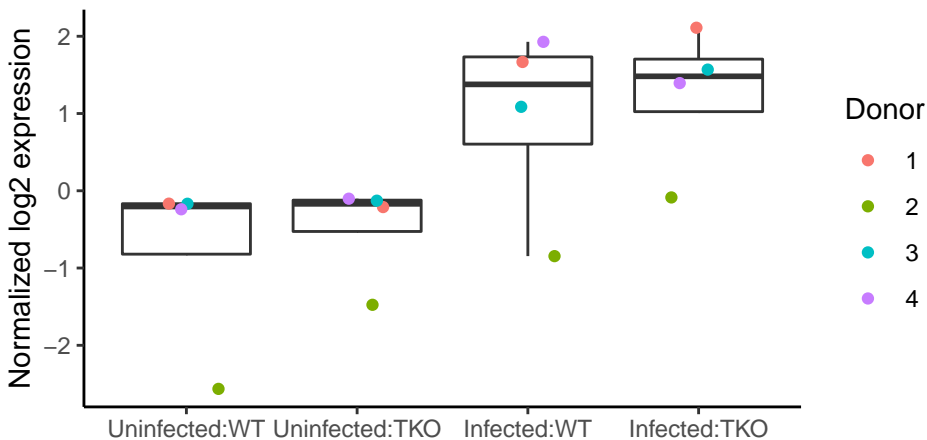 Normalized log2 expression
2
1
0
−1
−2
Uninfected:WT
Uninfected:TKO
Infected:WT
Infected:TKO
Donor
1
2
3
4